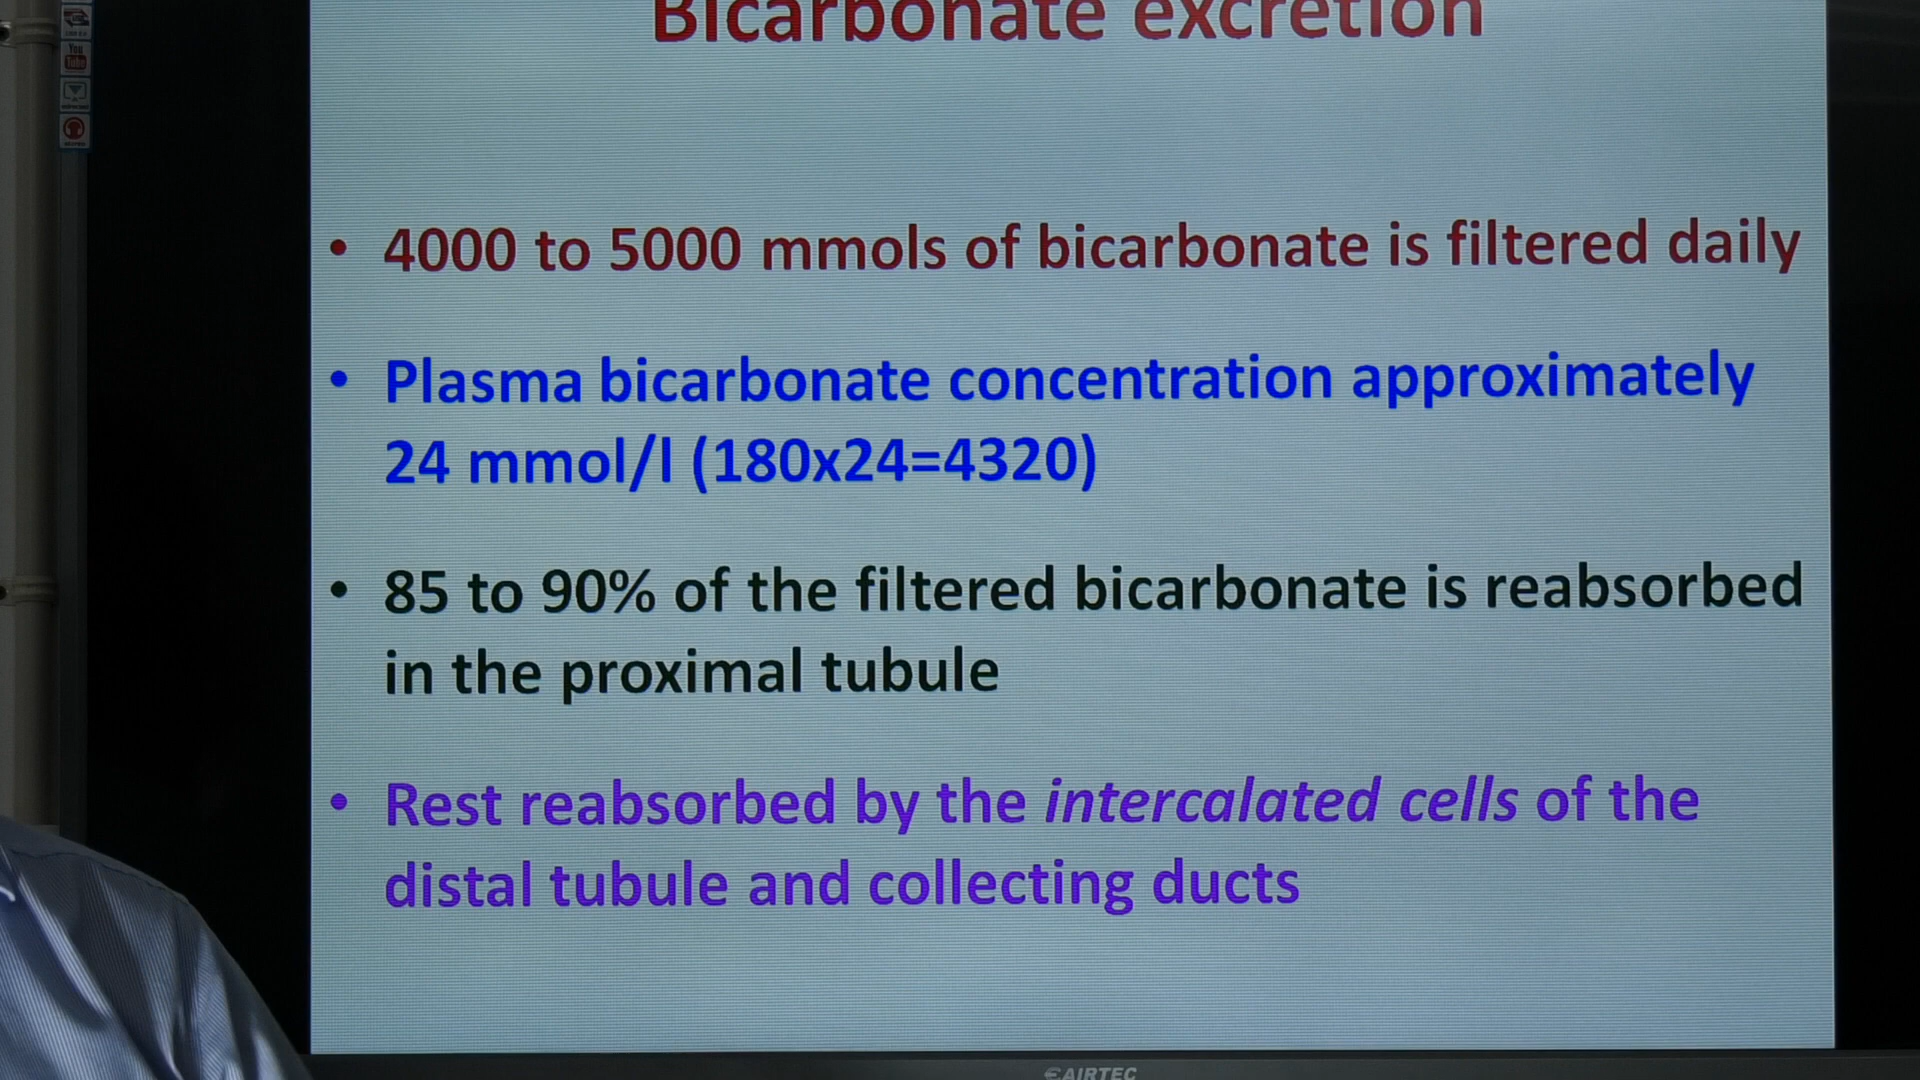 Bicarbonate excretion
• 4000 to 5000 mmols of bicarbonate is filtered daily
• Plasma bicarbonate concentration approximately
24 mmol/l (180x24=4320)
• 85 to 90% of the filtered bicarbonate is reabsorbed
in the proximal tubule
• Rest reabsorbed by the intercalated cells of the
distal tubule and collecting ducts
You
Tube
AIRTEC